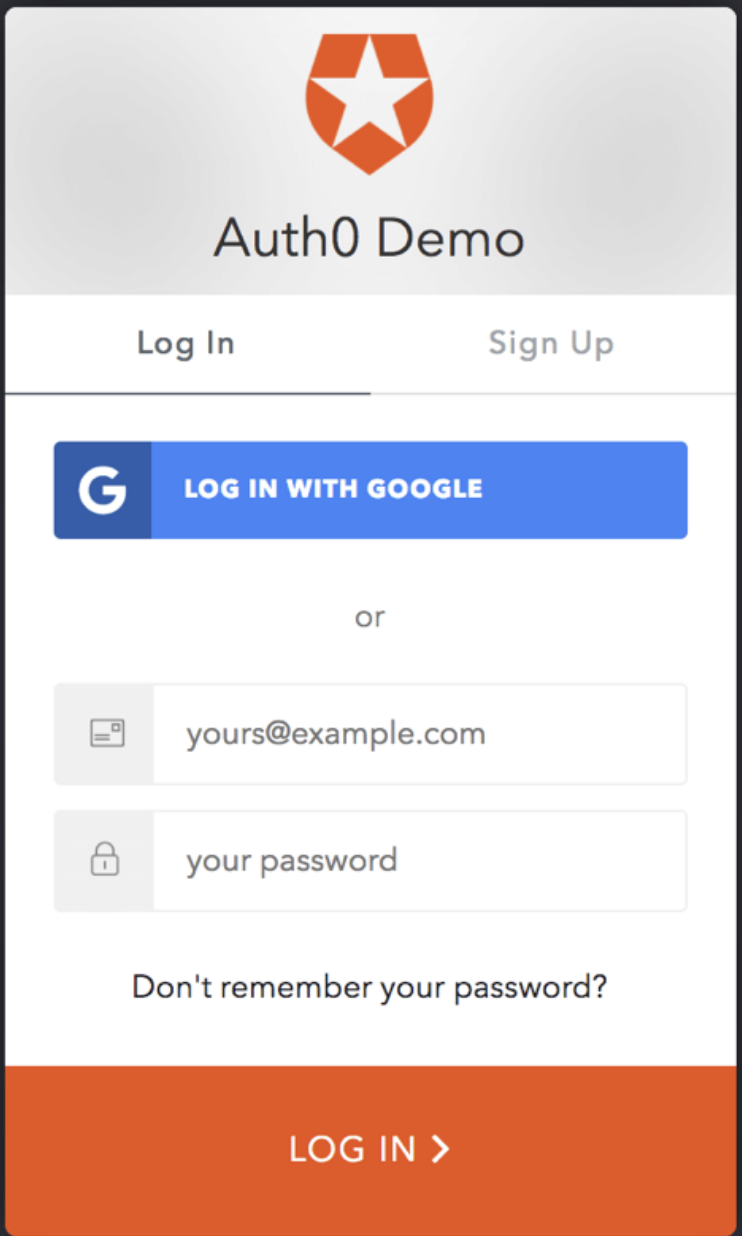 Auth0 Demo
Log In
Sign Up
G
LOG IN WITH GOOGLE
or
yours@example.com
your password
Don't remember your password?
LOG IN